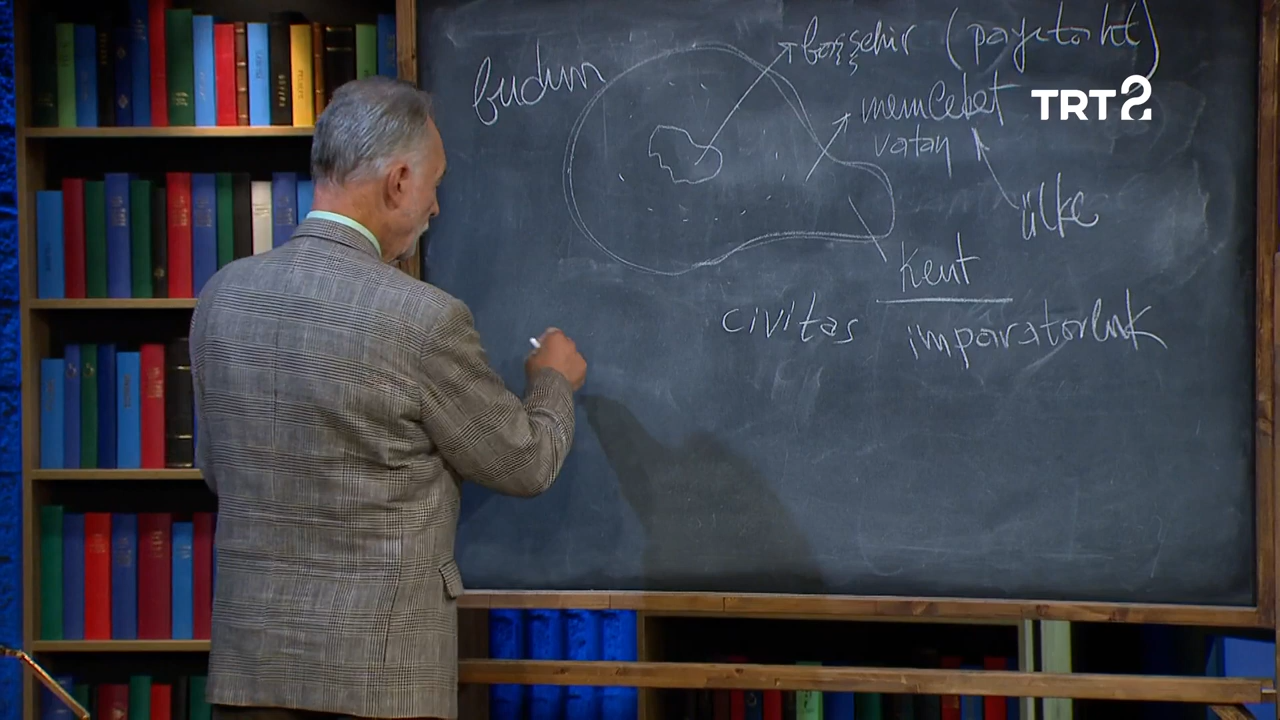 budun
başşehir (payitaht)
memleket
TRT2
vatan
ülke
kent
civitas
imparatorluk